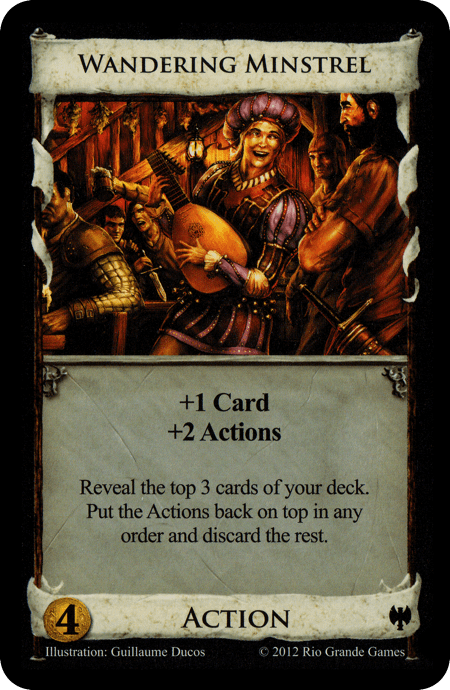 WANDERING MINSTREL
+1 Card
+2 Actions
Reveal the top 3 cards of your deck.
Put the Actions back on top in any
order and discard the rest.
4 ACTION
Illustration: Guillaume Ducos © 2012 Rio Grande Games